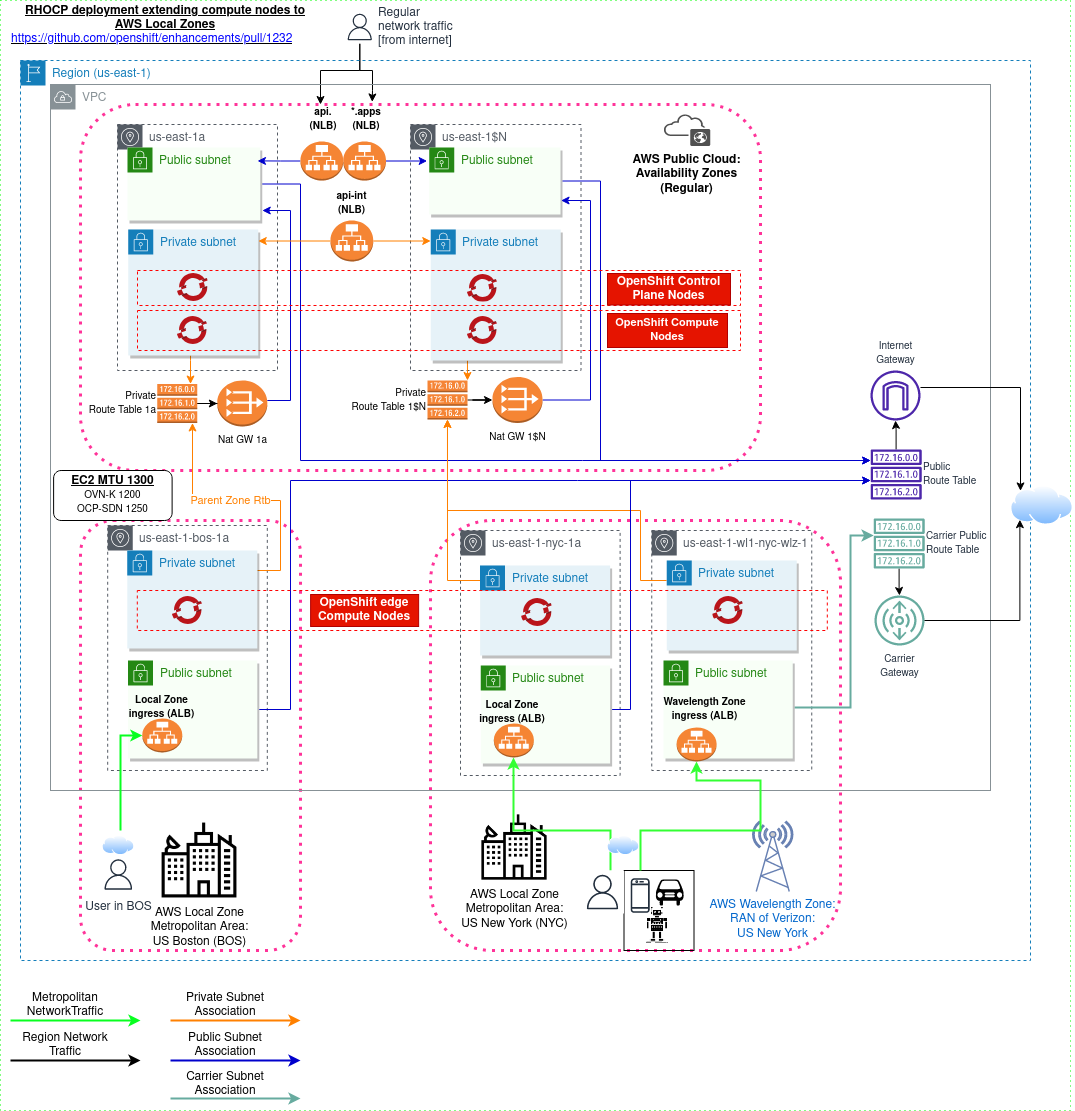 RHOCP deployment extending compute nodes to
AWS Local Zones
https://github.com/openshift/enhancements/pull/1232
Regular
network traffic
[from internet]
Region (us-east-1)
VPC
api.
(NLB)
*.apps
(NLB)
us-east-1a
Public subnet
us-east-1$N
Public subnet
AWS Public Cloud:
Availability Zones
(Regular)
api-int
(NLB)
Private subnet
Private subnet
OpenShift Control
Plane Nodes
OpenShift Compute
Nodes
Private
Route Table 1a
172.16.0.0
172.16.1.0
172.16.2.0
Nat GW 1a
Private
Route Table 1$N
172.16.0.0
172.16.1.0
172.16.2.0
Nat GW 1$N
Internet
Gateway
172.16.0.0
172.16.1.0
172.16.2.0
Public
Route Table
EC2 MTU 1300
OVN-K 1200
OCP-SDN 1250
Parent Zone Rtb
172.16.0.0
172.16.1.0
172.16.2.0
Carrier Public
Route Table
Carrier
Gateway
us-east-1-bos-1a
Private subnet
us-east-1-nyc-1a
Private subnet
us-east-1-wl1-nyc-wlz-1
Private subnet
OpenShift edge
Compute Nodes
Public subnet
Local Zone
ingress (ALB)
Public subnet
Local Zone
ingress (ALB)
Public subnet
Wavelength Zone
ingress (ALB)
User in BOS
AWS Local Zone
Metropolitan Area:
US Boston (BOS)
AWS Local Zone
Metropolitan Area:
US New York (NYC)
AWS Wavelength Zone:
RAN of Verizon:
US New York
Metropolitan
NetworkTraffic
Private Subnet
Association
Region Network
Traffic
Public Subnet
Association
Carrier Subnet
Association